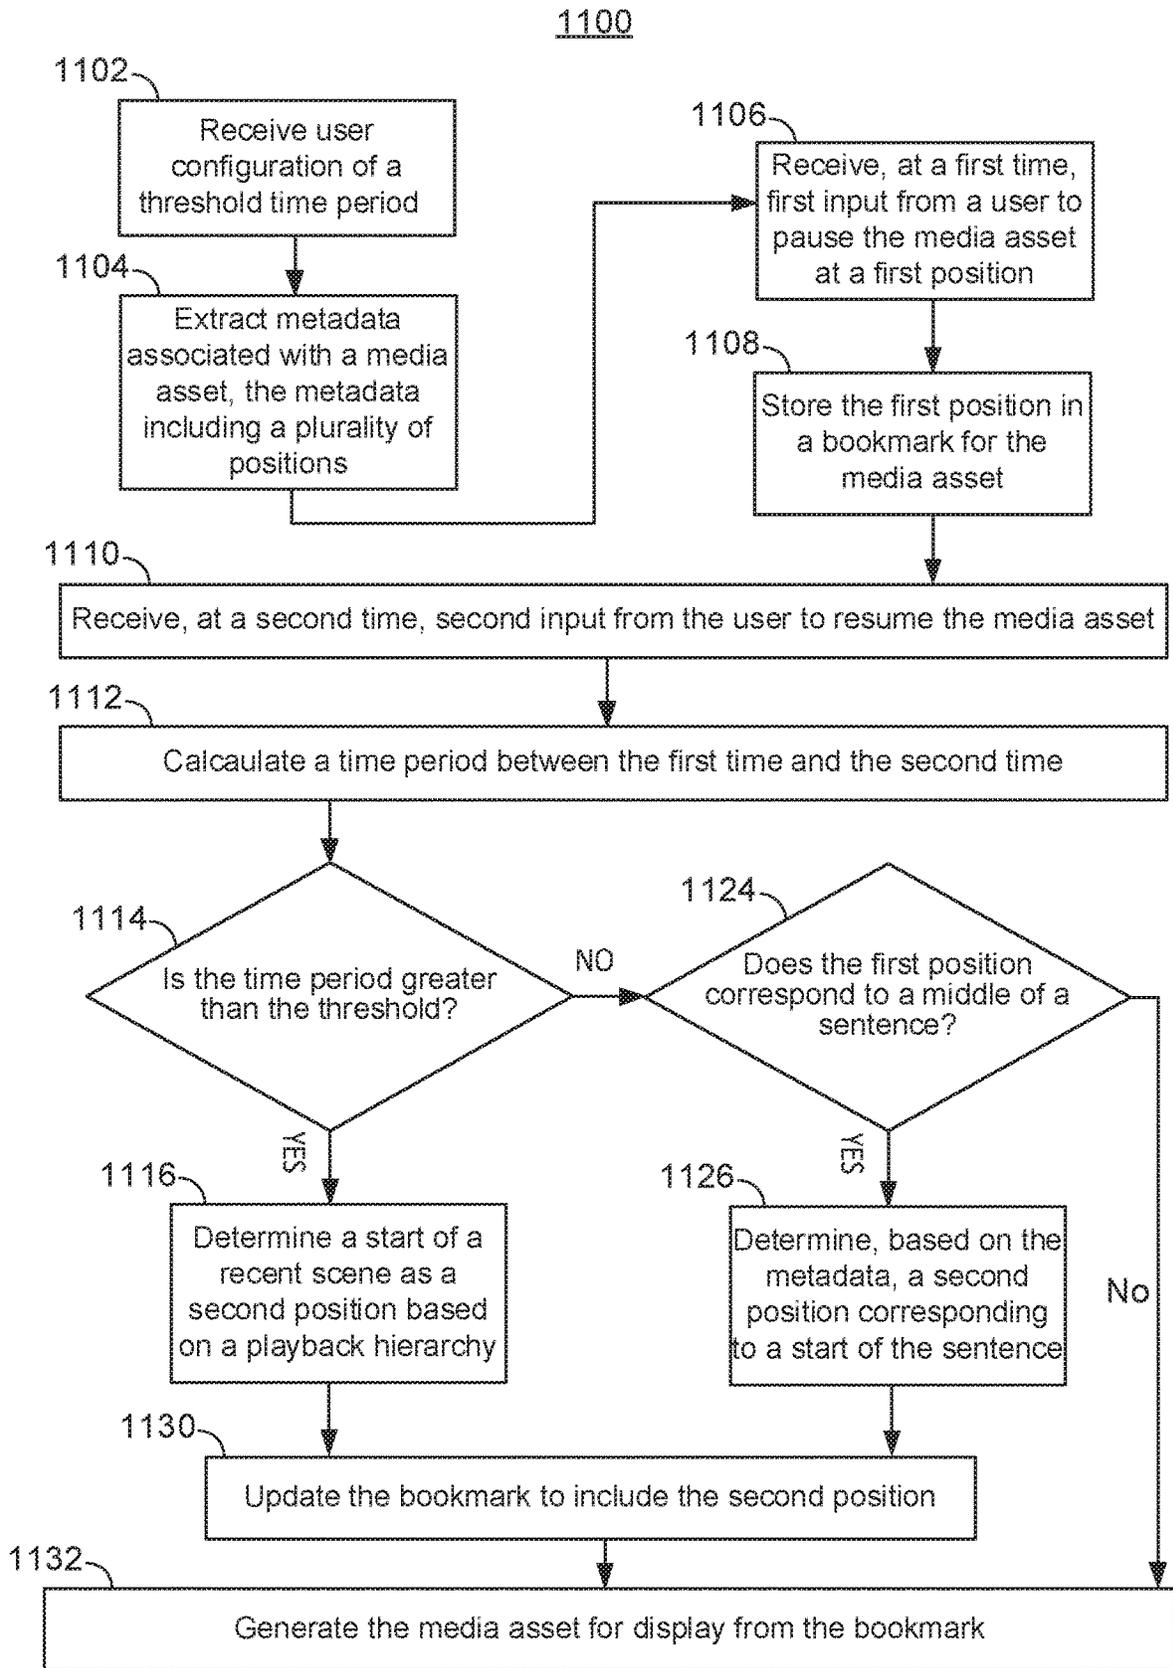 1100
1102
Receive user
configuration of a
threshold time period
1104
Extract metadata
associated with a media
asset, the metadata
including a plurality of
positions
1106
Receive, at a first time,
first input from a user to
pause the media asset
at a first position
1108
Store the first position in
a bookmark for the
media asset
1110
Receive, at a second time, second input from the user to resume the media asset
1112
Calcaulate a time period between the first time and the second time
1114
Is the time period greater
than the threshold?
NO
1124
Does the first position
correspond to a middle of a
sentence?
YES
YES
No
1116
Determine a start of a
recent scene as a
second position based
on a playback hierarchy
1126
Determine, based on the
metadata, a second
position corresponding
to a start of the sentence
1130
Update the bookmark to include the second position
1132
Generate the media asset for display from the bookmark